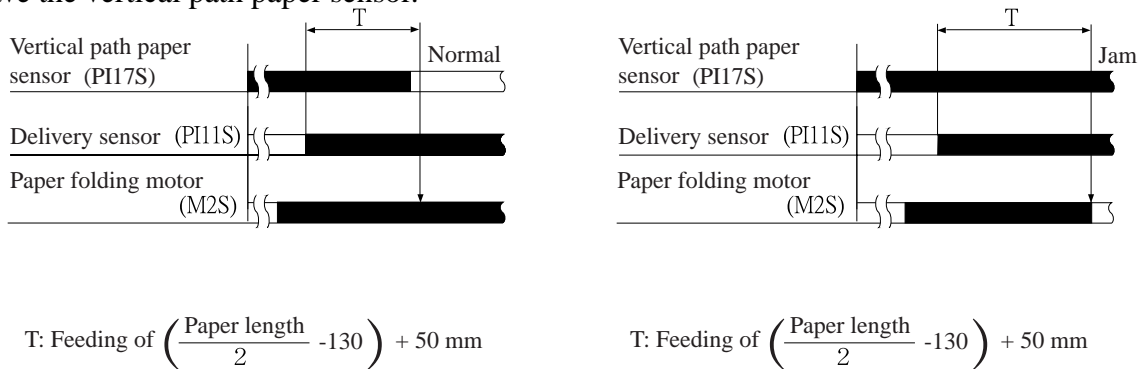 ve the vertical path paper sensor.
T
Vertical path paper
sensor (PI17S)
Normal
Delivery sensor (PI11S)
Paper folding motor
(M2S)
T: Feeding of ( Paper length / 2 -130 ) + 50 mm
T
Vertical path paper
sensor (PI17S)
Jam
Delivery sensor (PI11S)
Paper folding motor
(M2S)
T: Feeding of ( Paper length / 2 -130 ) + 50 mm